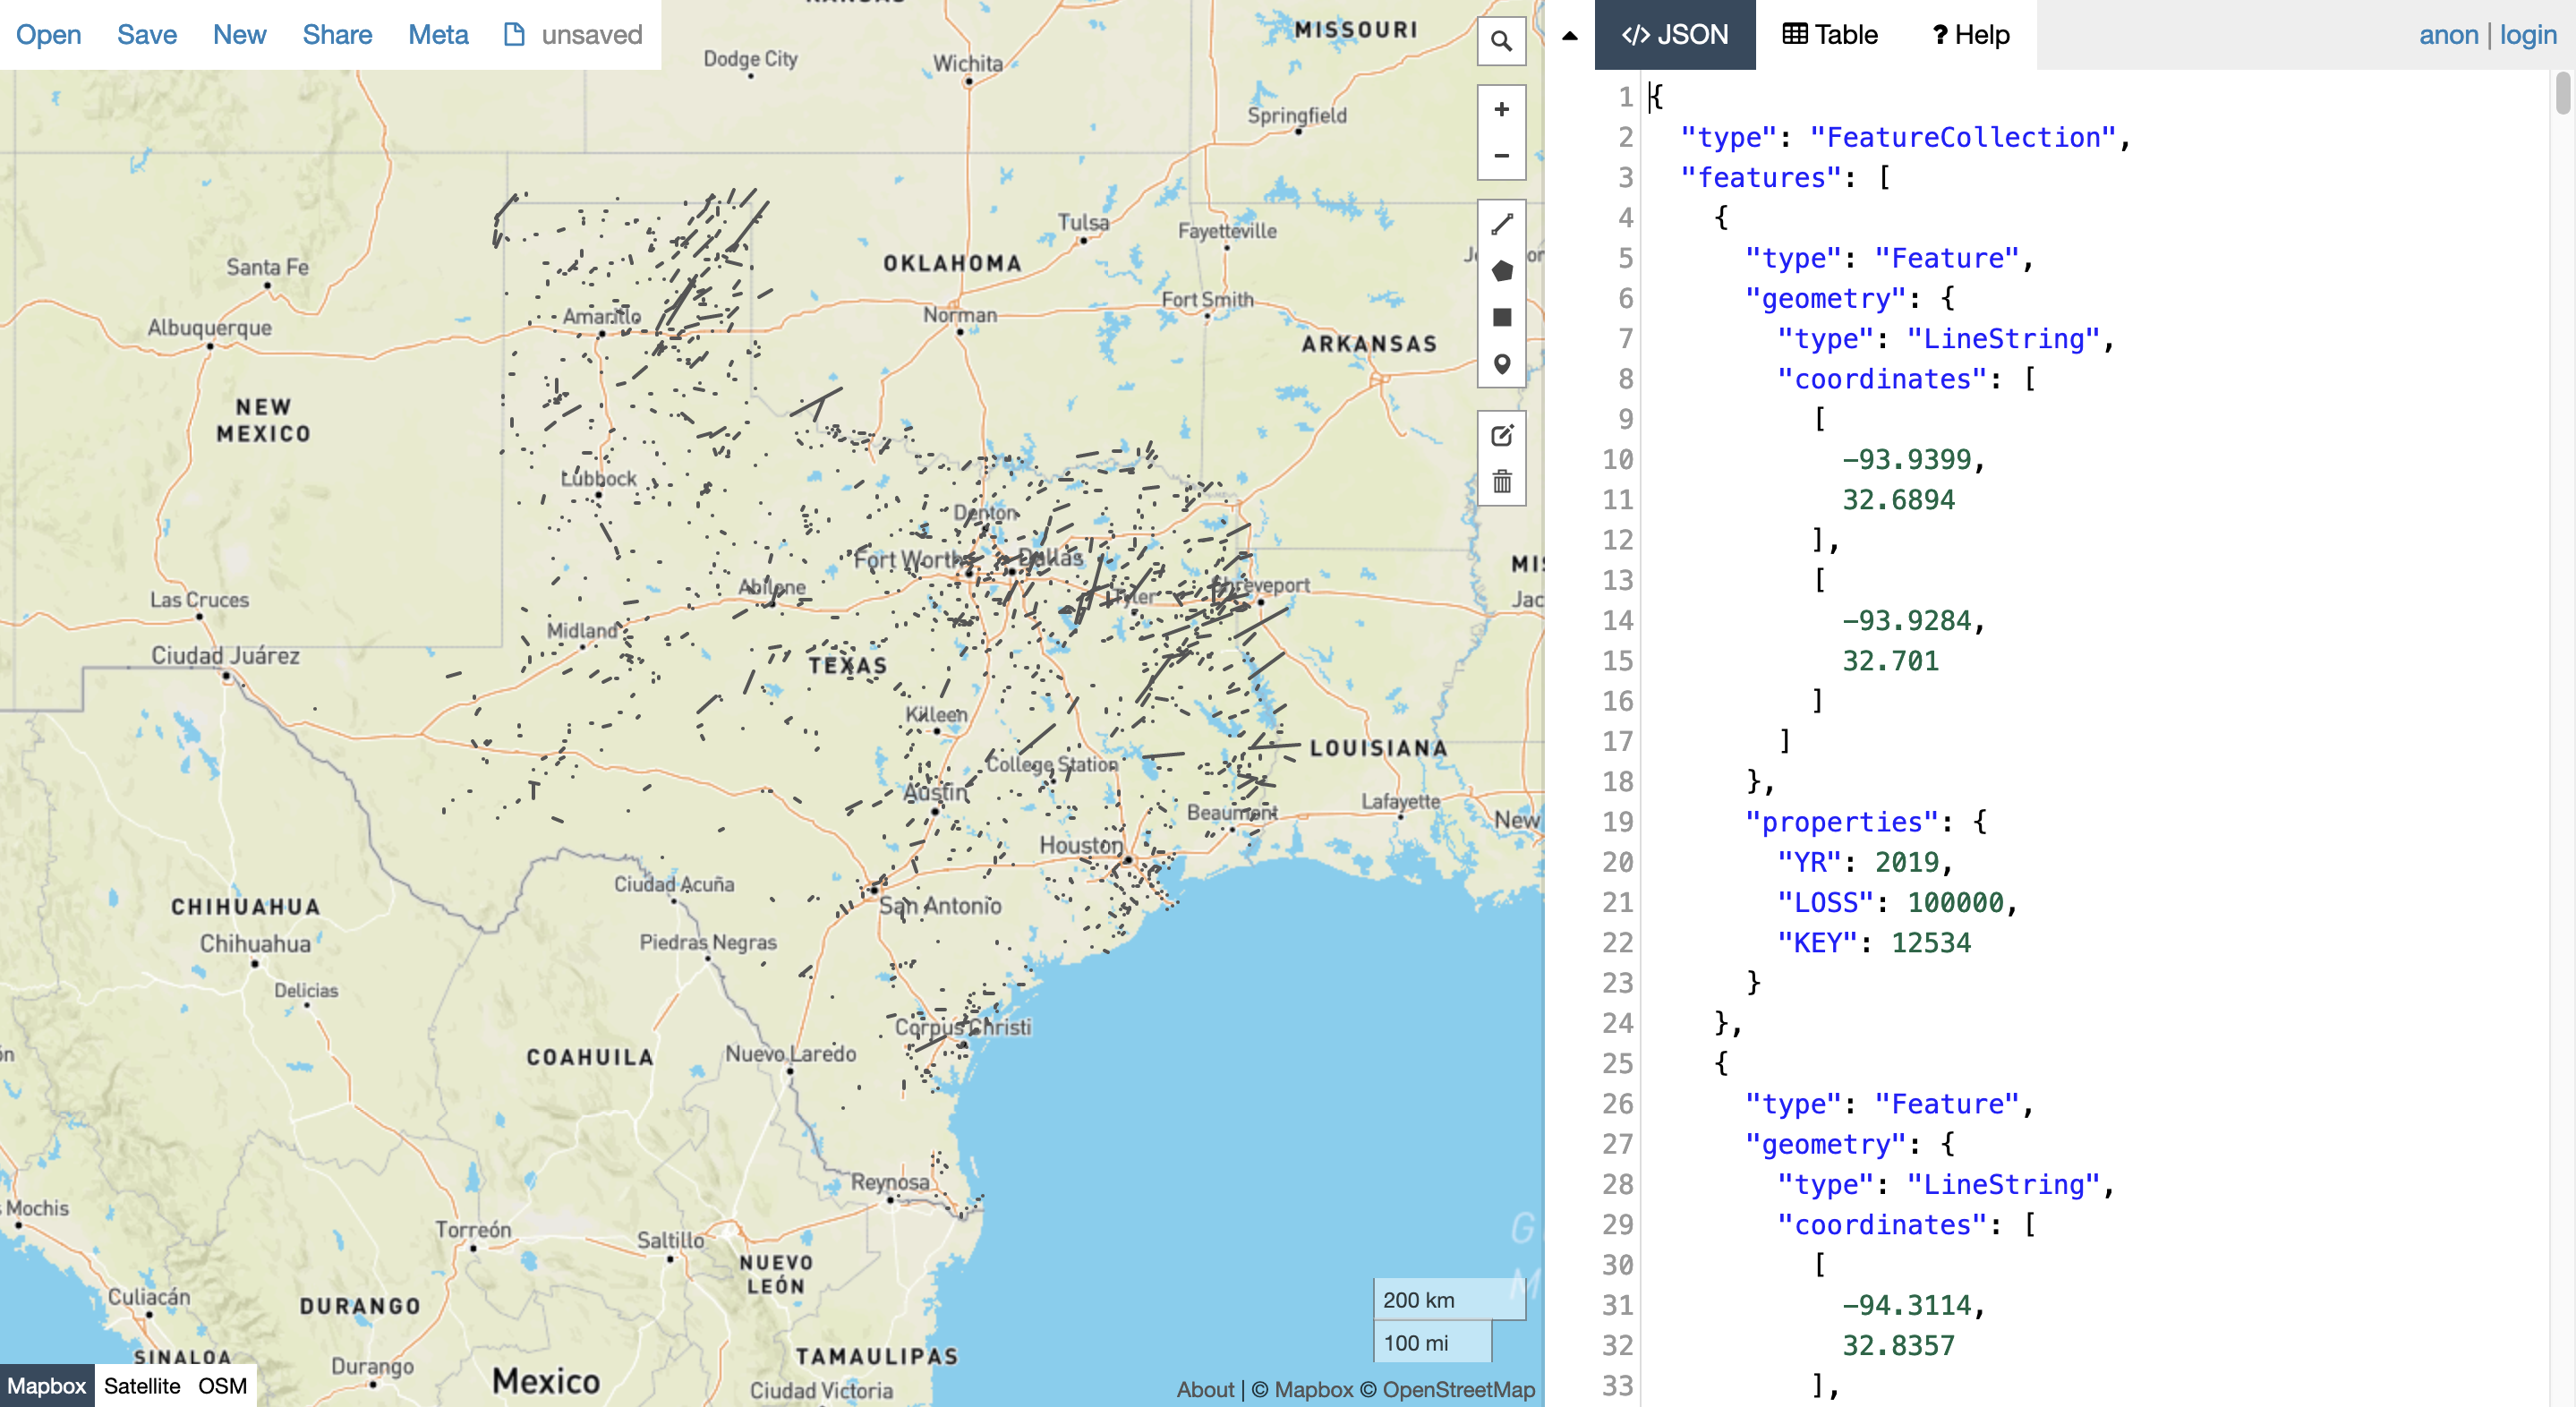 Open Save New Share Meta unsaved
</> JSON Table ? Help
anon | login
MISSOURI
Dodge City
Wichita
Springfield
Tulsa
Fayetteville
Santa Fe
OKLAHOMA
Albuquerque
Amarillo
Norman
Fort Smith
ARKANSAS
NEW
MEXICO
Lubbock
Denton
Fort Worth
Dallas
Abilene
Tyler
Shreveport
Las Cruces
Midland
Ciudad Juárez
TEXAS
Killeen
LOUISIANA
College Station
Austin
Beaumont
Lafayette
New
Houston
Ciudad Acuña
San Antonio
CHIHUAHUA
Chihuahua
Piedras Negras
Delicias
Corpus Christi
COAHUILA
Nuevo Laredo
Reynosa
Mochis
Torreón
Saltillo
NUEVO
LEÓN
Culiacán
DURANGO
SINALOA
Durango
Mexico
TAMAULIPAS
Ciudad Victoria
200 km
100 mi
Mapbox Satellite OSM
About | © Mapbox © OpenStreetMap
1 {
2 "type": "FeatureCollection",
3 "features": [
4 {
5 "type": "Feature",
6 "geometry": {
7 "type": "LineString",
8 "coordinates": [
9 [
10 -93.9399,
11 32.6894
12 ],
13 [
14 -93.9284,
15 32.701
16 ]
17 ]
18 },
19 "properties": {
20 "YR": 2019,
21 "LOSS": 100000,
22 "KEY": 12534
23 }
24 },
25 {
26 "type": "Feature",
27 "geometry": {
28 "type": "LineString",
29 "coordinates": [
30 [
31 -94.3114,
32 32.8357
33 ],